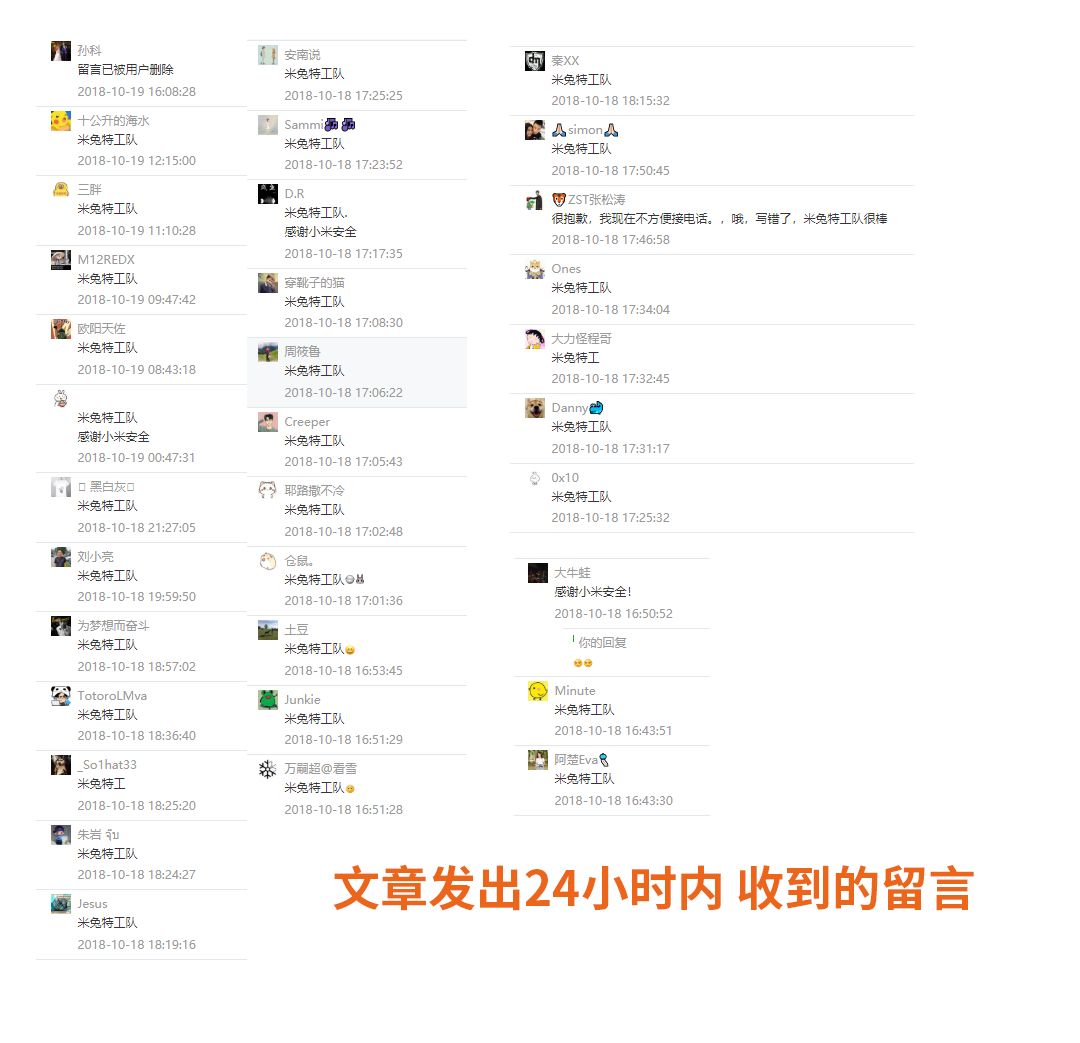 孙科
留言已被用户删除
2018-10-19 16:08:28
十公升的海水
米兔特工队
2018-10-19 12:15:00
三胖
米兔特工队
2018-10-19 11:10:28
M12REDX
米兔特工队
2018-10-19 09:47:42
欧阳天佐
米兔特工队
2018-10-19 08:43:18
米兔特工队
感谢小米安全
2018-10-19 00:47:31
黑白灰
米兔特工队
2018-10-18 21:27:05
刘小亮
米兔特工队
2018-10-18 19:59:50
为梦想而奋斗
米兔特工队
2018-10-18 18:57:02
TotoroLMva
米兔特工队
2018-10-18 18:36:40
_So1hat33
米兔特工
2018-10-18 18:25:20
朱岩 จุ๊บ
米兔特工队
2018-10-18 18:24:27
Jesus
米兔特工队
2018-10-18 18:19:16
安南说
米兔特工队
2018-10-18 17:25:25
Sammi
米兔特工队
2018-10-18 17:23:52
D.R
米兔特工队.
感谢小米安全
2018-10-18 17:17:35
穿靴子的猫
米兔特工队
2018-10-18 17:08:30
周筱鲁
米兔特工队
2018-10-18 17:06:22
Creeper
米兔特工队
2018-10-18 17:05:43
耶路撒不冷
米兔特工队
2018-10-18 17:02:48
仓鼠。
米兔特工队
2018-10-18 17:01:36
土豆
米兔特工队😄
2018-10-18 16:53:45
Junkie
米兔特工队
2018-10-18 16:51:29
万嗣超@看雪
米兔特工队😊
2018-10-18 16:51:28
秦XX
米兔特工队
2018-10-18 18:15:32
🙏simon🙏
米兔特工队
2018-10-18 17:50:45
🐯ZST张松涛
很抱歉，我现在不方便接电话。，哦，写错了，米兔特工队很棒
2018-10-18 17:46:58
Ones
米兔特工队
2018-10-18 17:34:04
大力怪程哥
米兔特工
2018-10-18 17:32:45
Danny
米兔特工队
2018-10-18 17:31:17
0x10
米兔特工队
2018-10-18 17:25:32
大牛蛙
感谢小米安全!
2018-10-18 16:50:52
你的回复
Minute
米兔特工队
2018-10-18 16:43:51
阿楚Eva
米兔特工队
2018-10-18 16:43:30
文章发出24小时内 收到的留言